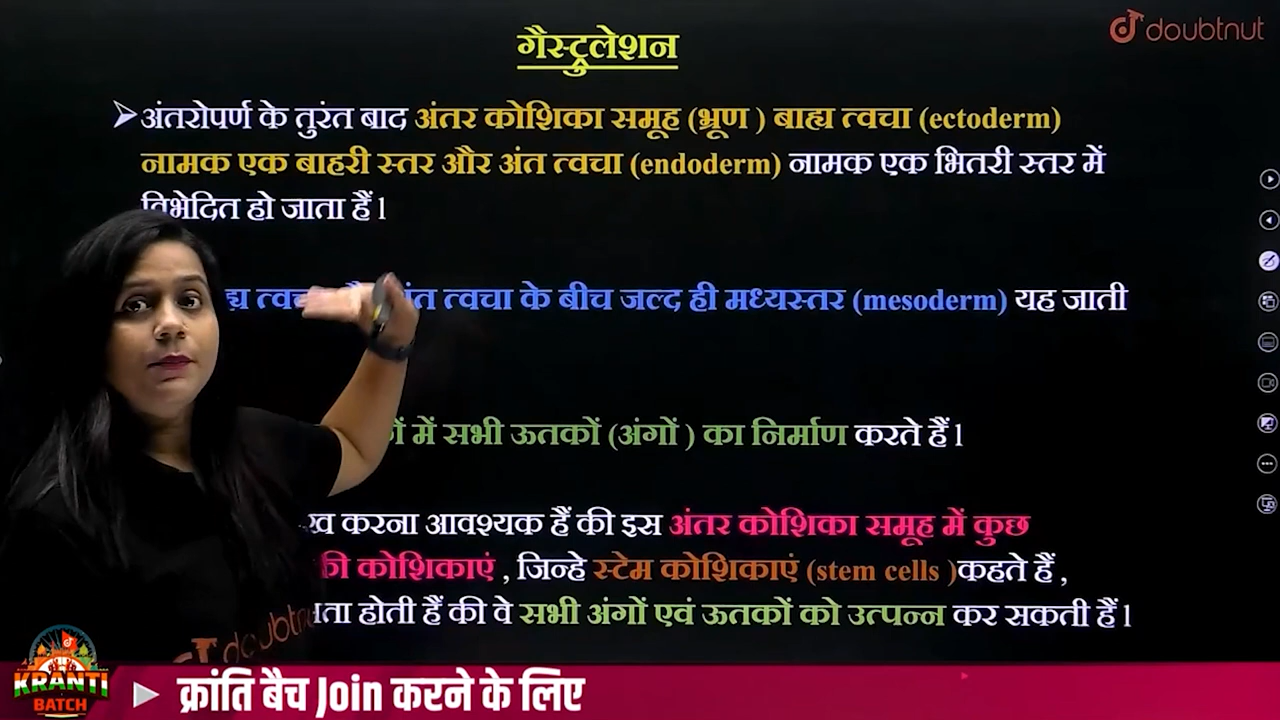 गैस्ट्रुलेशन
doubtnut
➢अंतरोपर्ण के तुरंत बाद अंतर कोशिका समूह (भ्रूण ) बाह्य त्वचा (ectoderm)
नामक एक बाहरी स्तर और अंत त्वचा (endoderm) नामक एक भितरी स्तर में
विभेदित हो जाता हैं l
त्वचा के बीच जल्द ही मध्यस्तर (mesoderm) यह जाती
में सभी ऊतकों (अंगों ) का निर्माण करते हैं l
करना आवश्यक हैं की इस अंतर कोशिका समूह में कुछ
की कोशिकाएं , जिन्हे स्टेम कोशिकाएं (stem cells )कहते हैं ,
होती हैं की वे सभी अंगों एवं ऊतकों को उत्पन्न कर सकती हैं l
doubtnut
KRANTI
BATCH
क्रांति बैच Join करने के लिए